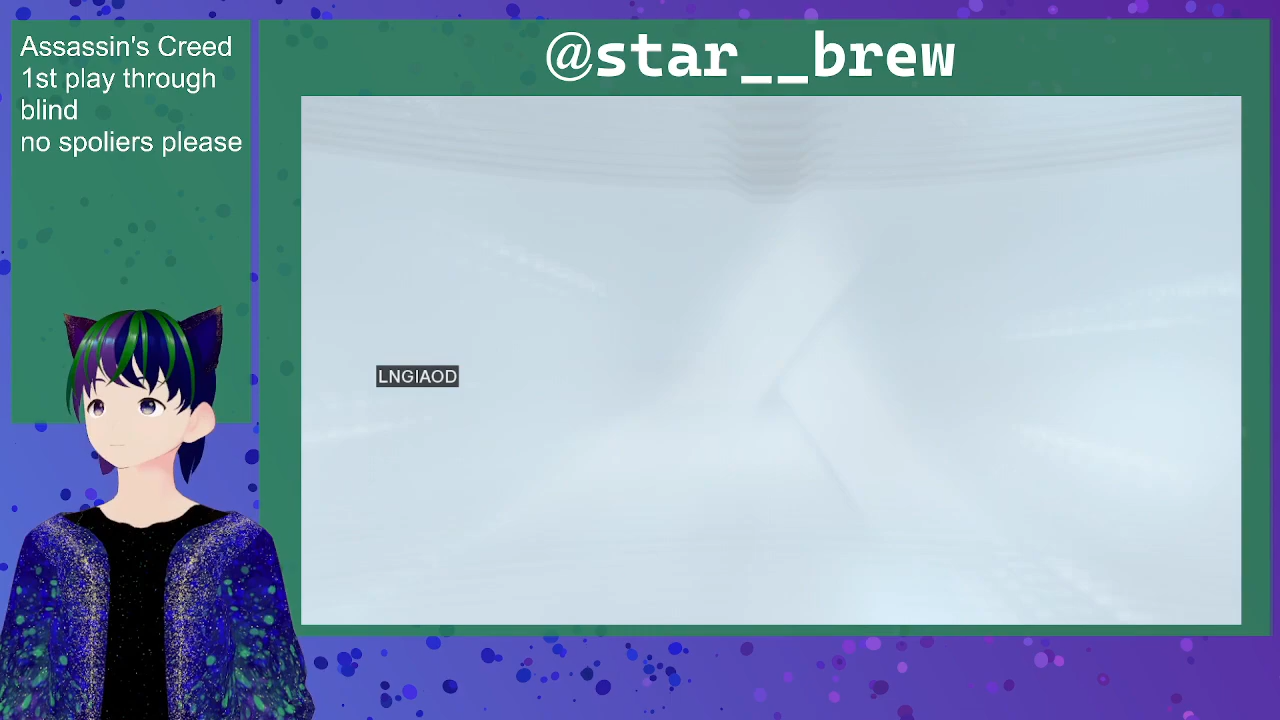 Assassin's Creed
1st play through
blind
no spoliers please
@star__brew
LNGIAOD